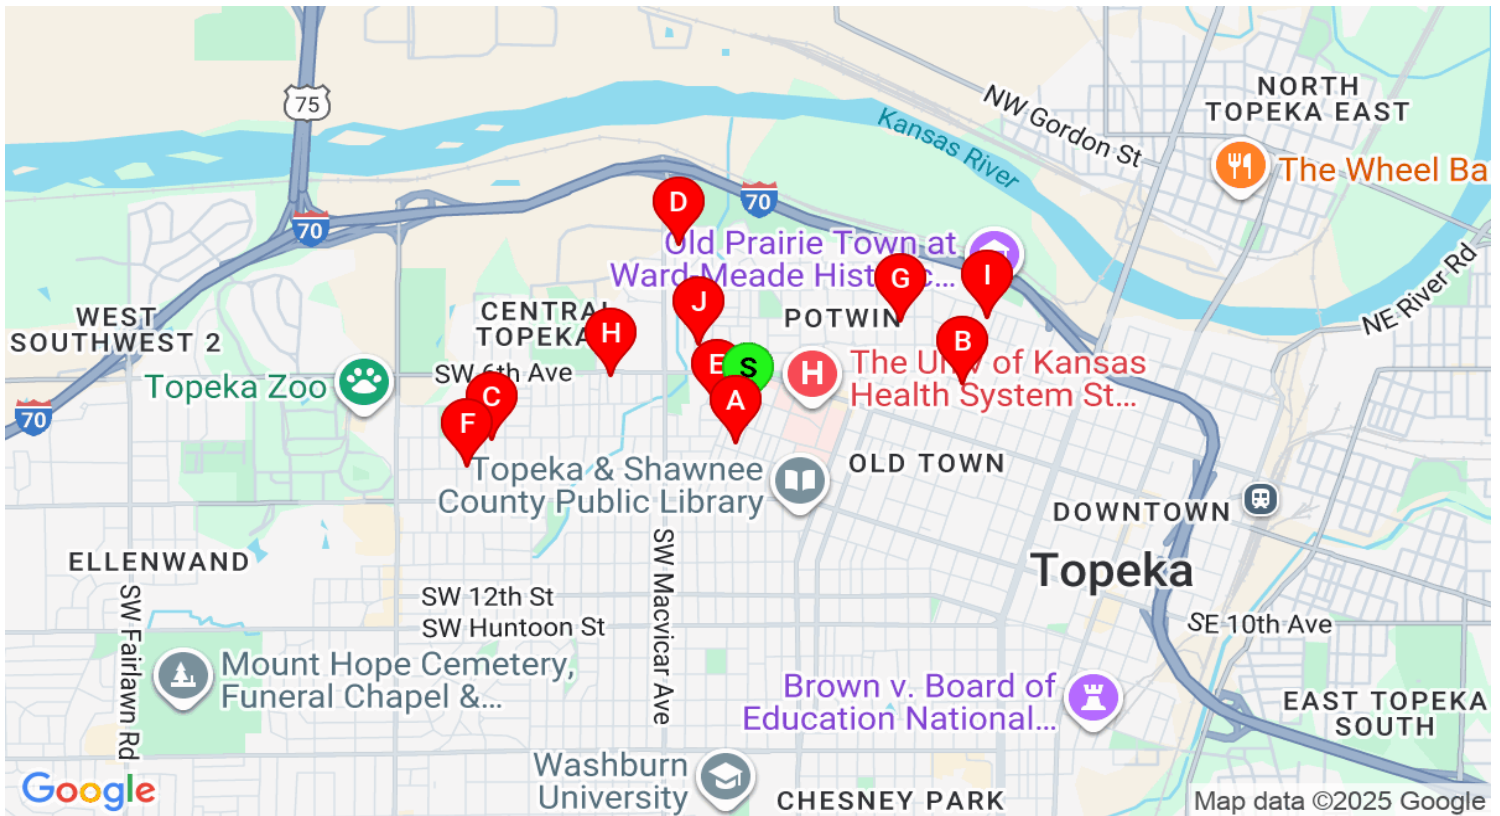 75
NORTH
TOPEKA EAST
NW Gordon St
Kansas River
The Wheel Ba
70
70
D
Old Prairie Town at
Ward-Meade Histo
c...
G
I
NE River Rd
WEST
SOUTHWEST 2
CENTRAL
TOPEKA
H
J
POTWIN
B
Topeka Zoo
SW 6th Ave
E
S
A
H
The Univ of Kansas
Health System St...
70
C
F
Topeka & Shawnee
County Public Library
OLD TOWN
DOWNTOWN
ELLENWAND
SW Macvicar Ave
Topeka
SW Fairlawn Rd
SW 12th St
SW Huntoon St
SE 10th Ave
Mount Hope Cemetery,
Funeral Chapel &...
Brown v. Board of
Education National...
EAST TOPEKA
SOUTH
Washburn
University
CHESNEY PARK
Google
Map data ©2025 Google